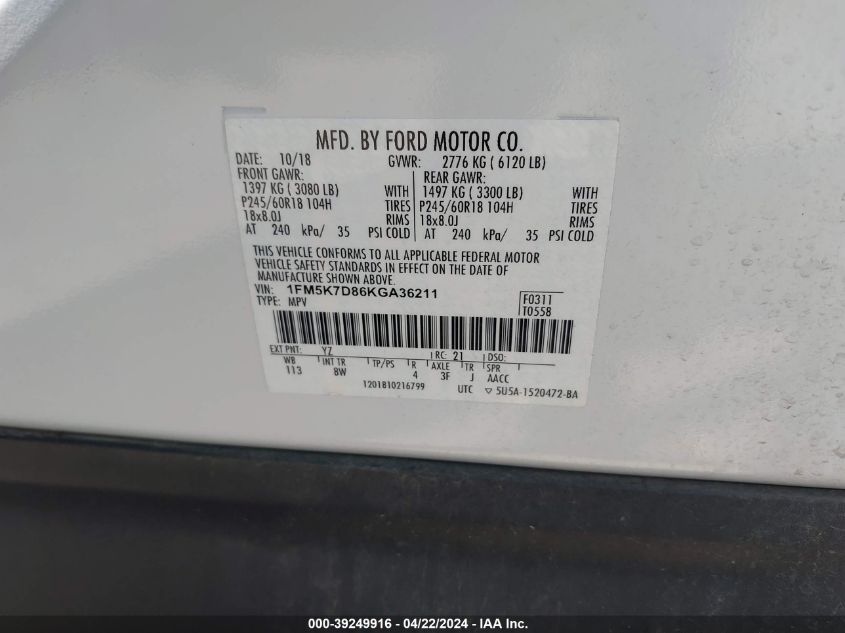 MFD. BY FORD MOTOR CO.
DATE: 10/18 GVWR: 2776 KG ( 6120 LB)
FRONT GAWR: REAR GAWR:
1397 KG ( 3080 LB) WITH 1497 KG ( 3300 LB) WITH
P245/60R18 104H TIRES P245/60R18 104H TIRES
18x8.0J RIMS 18x8.0J RIMS
AT 240 kPa/ 35 PSI COLD AT 240 kPa/ 35 PSI COLD
THIS VEHICLE CONFORMS TO ALL APPLICABLE FEDERAL MOTOR
VEHICLE SAFETY STANDARDS IN EFFECT ON THE DATE OF
MANUFACTURE SHOWN ABOVE.
VIN: 1FM5K7D86KGA36211 F0311
TYPE: MPV T0558
EXT PNT: YZ RC: 21 DSO:
WB INT TR TP/PS R AXLE TR SPR
113 8W 4 3F J AACC
1201810216799 UTC ▽ 5U5A-1520472-BA
000-39249916 - 04/22/2024 - IAA Inc.